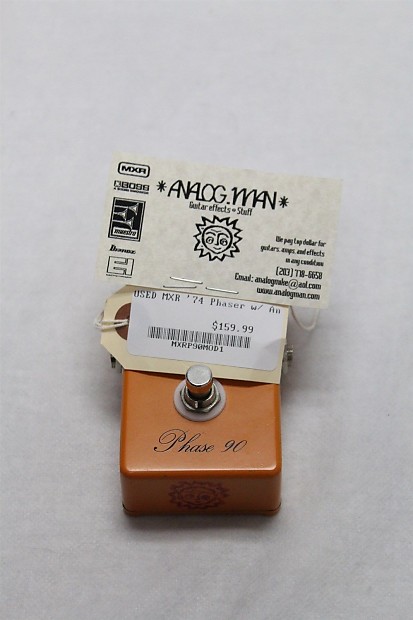 MXR
BOSS
maestro
Ibanez
*ANALOG.MAN*
Guitar effects & Stuff
We pay top dollar for
guitars, amps, and effects
in any condition
(203) 778-6658
Email: analogmike@aol.com
www.analogman.com
USED MXR '74 Phaser w/ An
$159.99
MXRP90MOD1
Phase 90